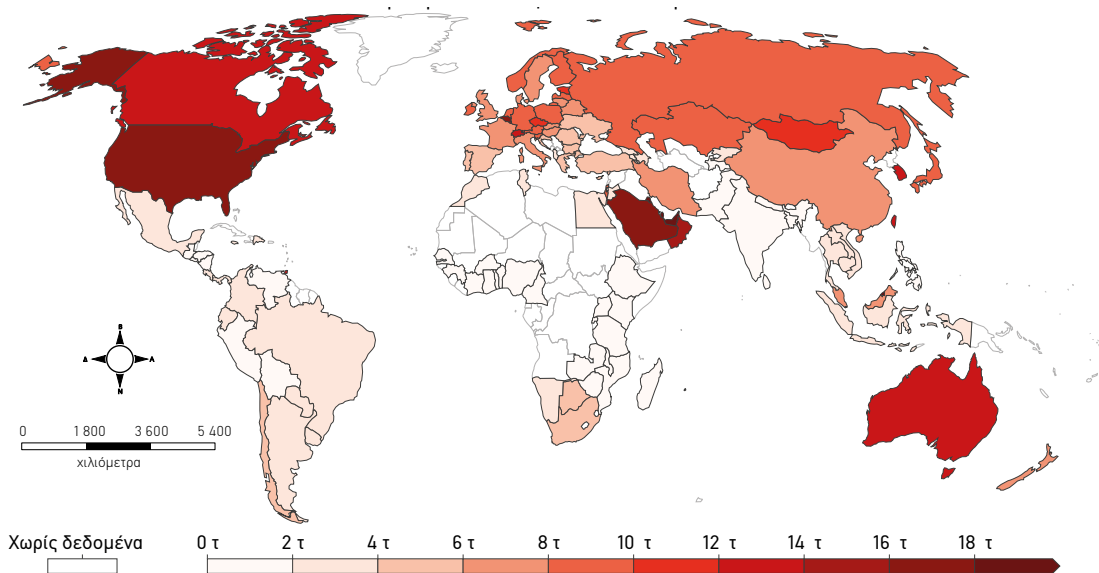 Β
Δ Α
Ν
0 1 800 3 600 5 400
χιλιόμετρα
Χωρίς δεδομένα 0 τ 2 τ 4 τ 6 τ 8 τ 10 τ 12 τ 14 τ 16 τ 18 τ